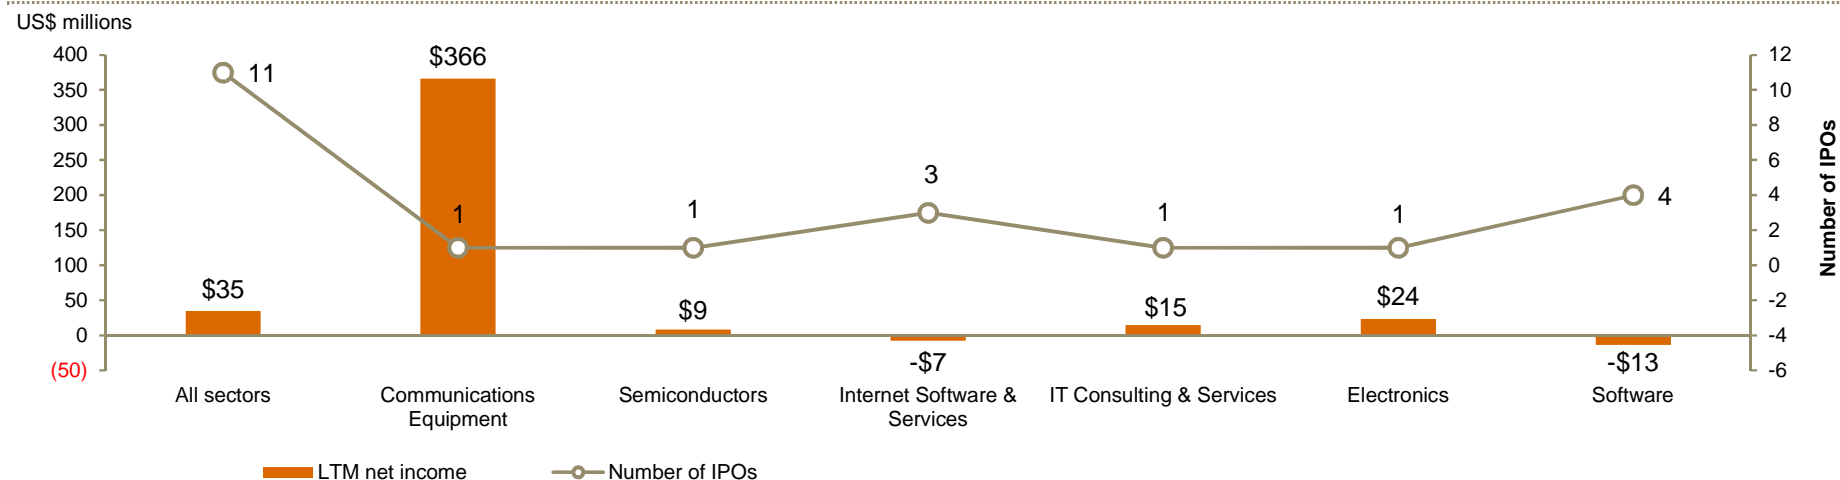 US$ millions
400
350
300
250
200
150
100
50
0
(50)
12
10
8
6
4
2
0
-2
-4
-6
Number of IPOs
11
1
1
3
1
1
4
$35
$366
$9
-$7
$15
$24
-$13
All sectors
Communications
Equipment
Semiconductors
Internet Software &
Services
IT Consulting & Services
Electronics
Software
LTM net income
Number of IPOs